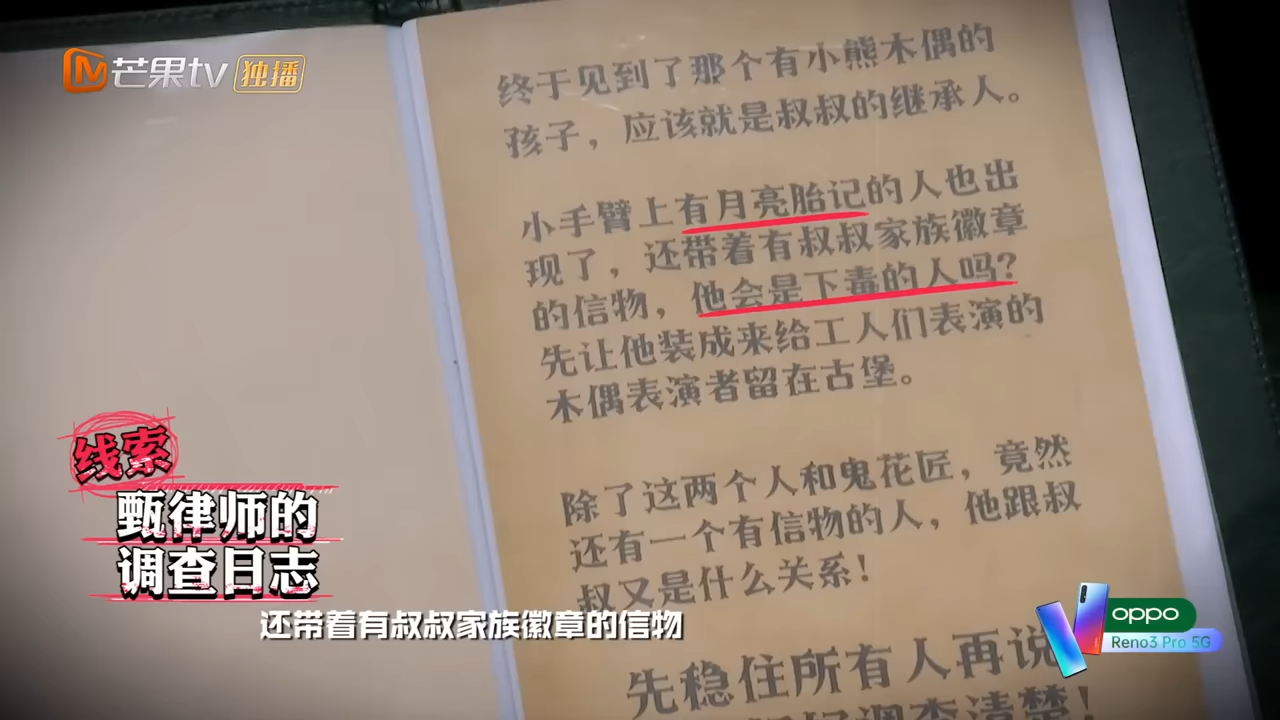 芒果tv 独播
终于见到了那个有小熊木偶的
孩子，应该就是叔叔的继承人。
小手臂上有月亮胎记的人也出
现了，还带着有叔叔家族徽章
的信物，他会是下毒的人吗？
先让他装成来给工人们表演的
木偶表演者留在古堡。
除了这两个人和鬼花匠，竟然
还有一个有信物的人，他跟叔
叔又是什么关系！
先稳住所有人再说
调查清楚！
线索
甄律师的
调查日志
还带着有叔叔家族徽章的信物
oppo
Reno3 Pro 5G